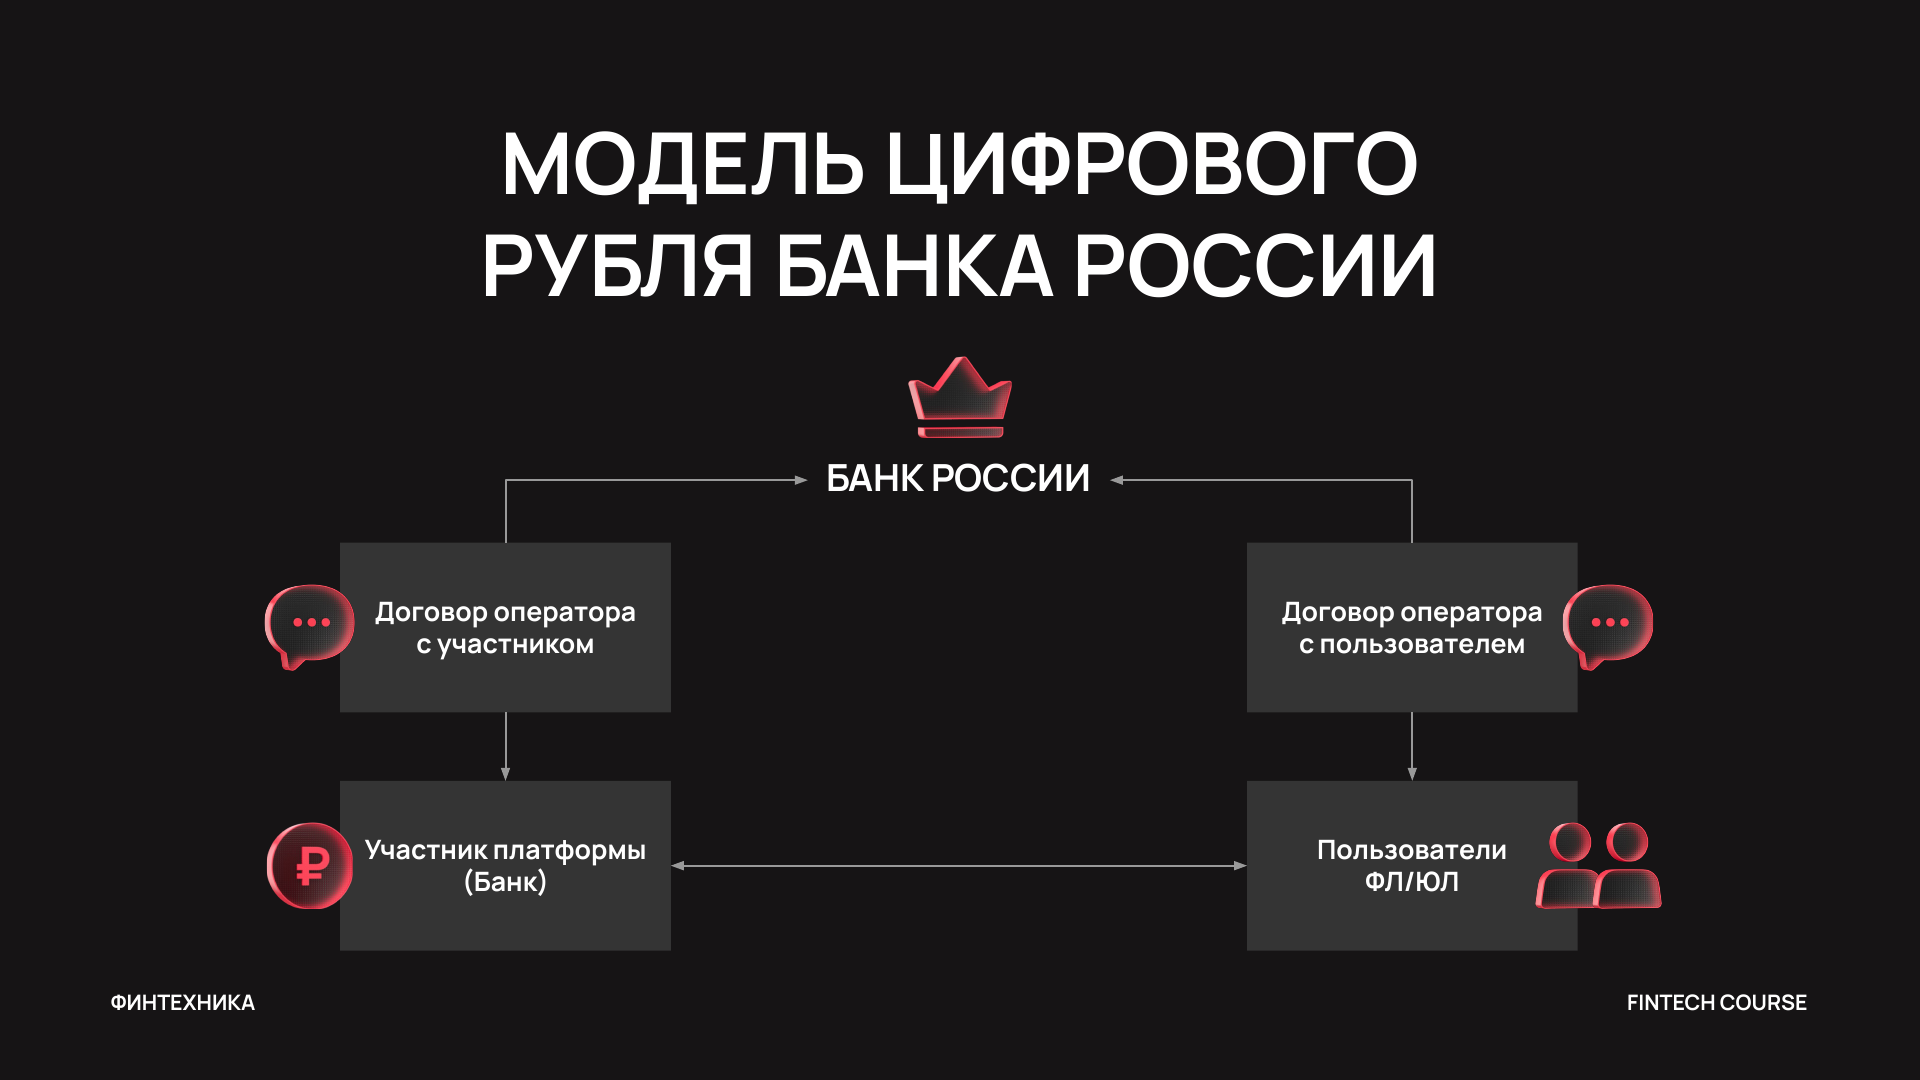 МОДЕЛЬ ЦИФРОВОГО
РУБЛЯ БАНКА РОССИИ
БАНК РОССИИ
Договор оператора
с участником
Договор оператора
с пользователем
₽
Участник платформы
(Банк)
Пользователи
ФЛ/ЮЛ
ФИНТЕХНИКА
FINTECH COURSE